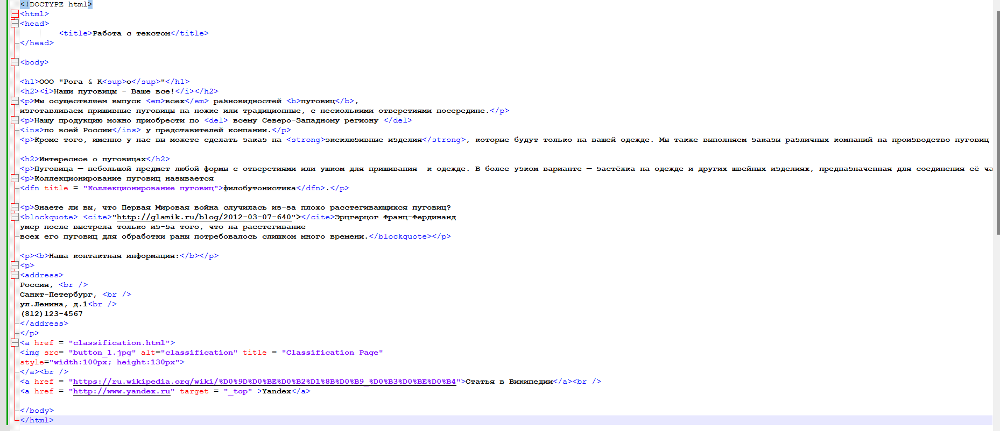 <!DOCTYPE html>
<html>
<head>
<title>Работа с текстом</title>
</head>
<body>
<h1>ООО "Рога & К<sup>о</sup>"</h1>
<h2><i>Наши пуговицы - Ваше все!</i></h2>
<p>Мы осуществляем выпуск <em>всех</em> разновидностей <b>пуговиц</b>,
изготавливаем пришивные пуговицы на ножке или традиционные, с несколькими отверстиями посередине.</p>
<p>Нашу продукцию можно приобрести по <del> всему Северо-Западному региону </del>
<ins>по всей России</ins> у представителей компании.</p>
<p>Кроме того, именно у нас вы можете сделать заказ на <strong>эксклюзивные изделия</strong>, которые будут только на вашей одежде. Мы также выполняем заказы различных компаний на производство пуговиц
<h2>Интересное о пуговицах</h2>
<p>Пуговица — небольшой предмет любой формы с отверстиями или ушком для пришивания  к одежде. В более узком варианте — застёжка на одежде и других швейных изделиях, предназначенная для соединения её ча
<p>Коллекционирование пуговиц называется
<dfn title = "Коллекционирование пуговиц">филобутонистика</dfn>.</p>
<p>Знаете ли вы, что Первая Мировая война случилась из-за плохо расстегивающихся пуговиц?
<blockquote> <cite>"http://glamik.ru/blog/2012-03-07-640"></cite>Эрцгерцог Франц-Фердинанд
умер после выстрела только из-за того, что на расстегивание
всех его пуговиц для обработки раны потребовалось слишком много времени.</blockquote></p>
<p><b>Наша контактная информация:</b></p>
<p>
<address>
Россия, <br />
Санкт-Петербург, <br />
ул.Ленина, д.1<br />
(812)123-4567
</address>
</p>
<a href = "classification.html">
<img src= "button_1.jpg" alt="classification" title = "Classification Page"
style="width:100px; height:130px">
</a><br />
<a href = "https://ru.wikipedia.org/wiki/%D0%9D%D0%BE%D0%B2%D1%8B%D0%B9_%D0%B3%D0%BE%D0%B4">Статья в Википедии</a><br />
<a href = "http://www.yandex.ru" target = "_top" >Yandex</a>
</body>
</html>